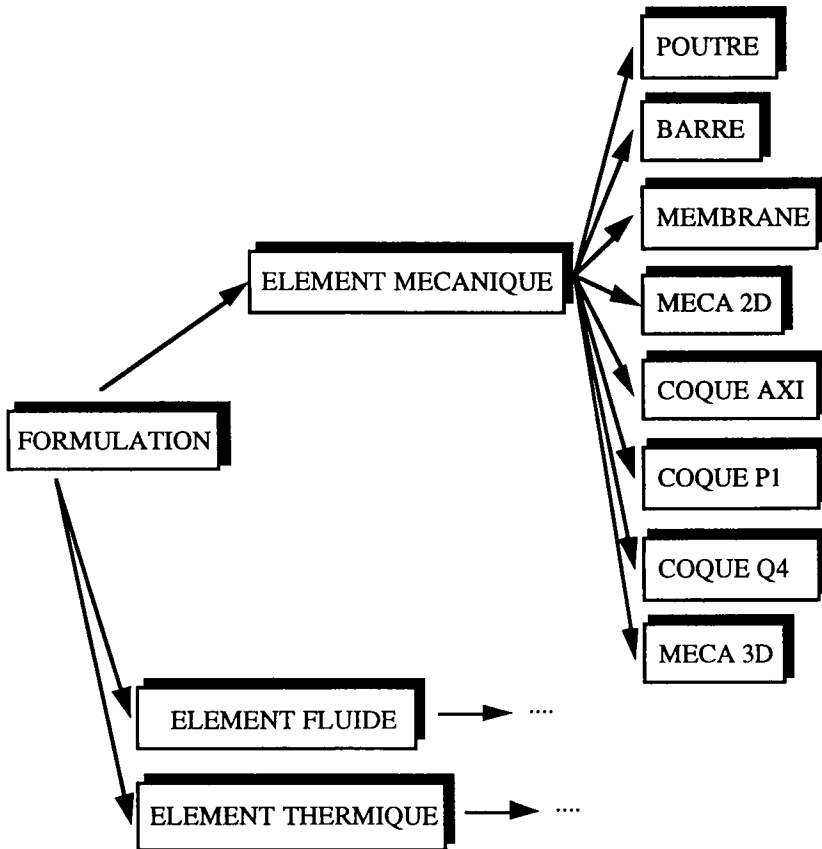 POUTRE
BARRE
MEMBRANE
ELEMENT MECANIQUE
MECA 2D
COQUE AXI
FORMULATION
COQUE P1
COQUE Q4
MECA 3D
ELEMENT FLUIDE
....
ELEMENT THERMIQUE
....